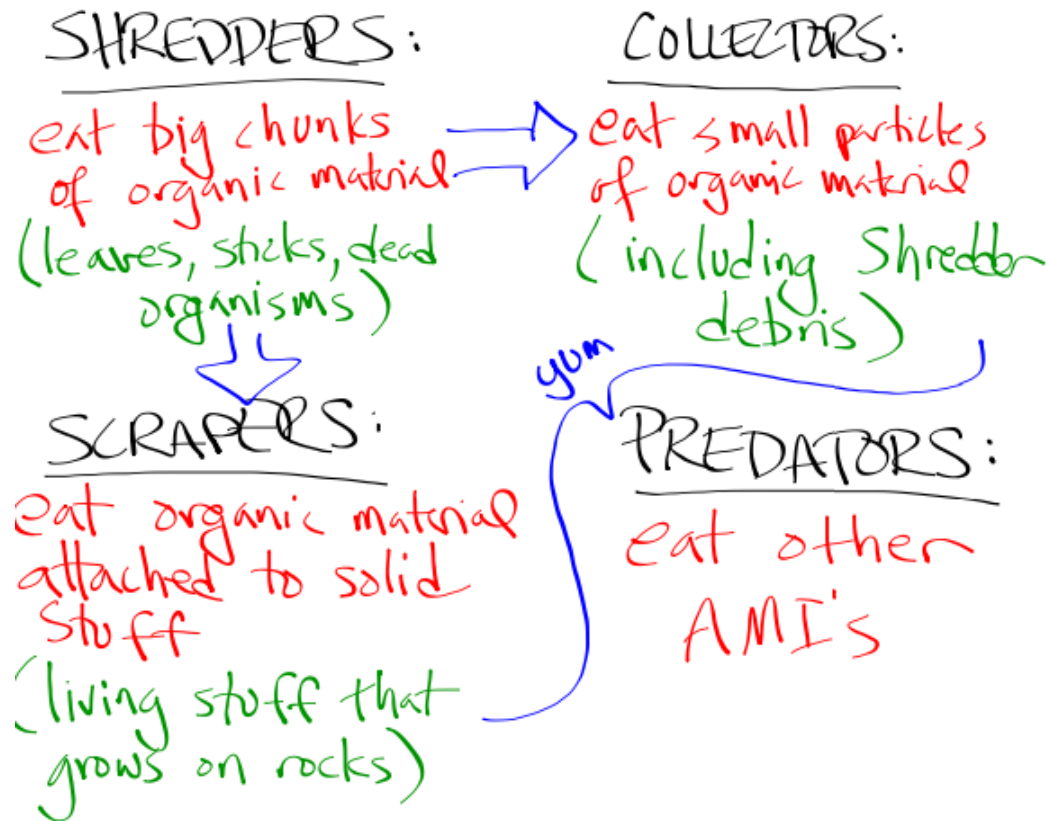 SHREDDERS:
eat big chunks
of organic material
(leaves, sticks, dead
organisms)
COLLECTORS:
eat small particles
of organic material
(including Shredder
debris)
yum
SCRAPERS:
eat organic material
attached to solid
stuff
(living stuff that
grows on rocks)
PREDATORS:
eat other
AMI's